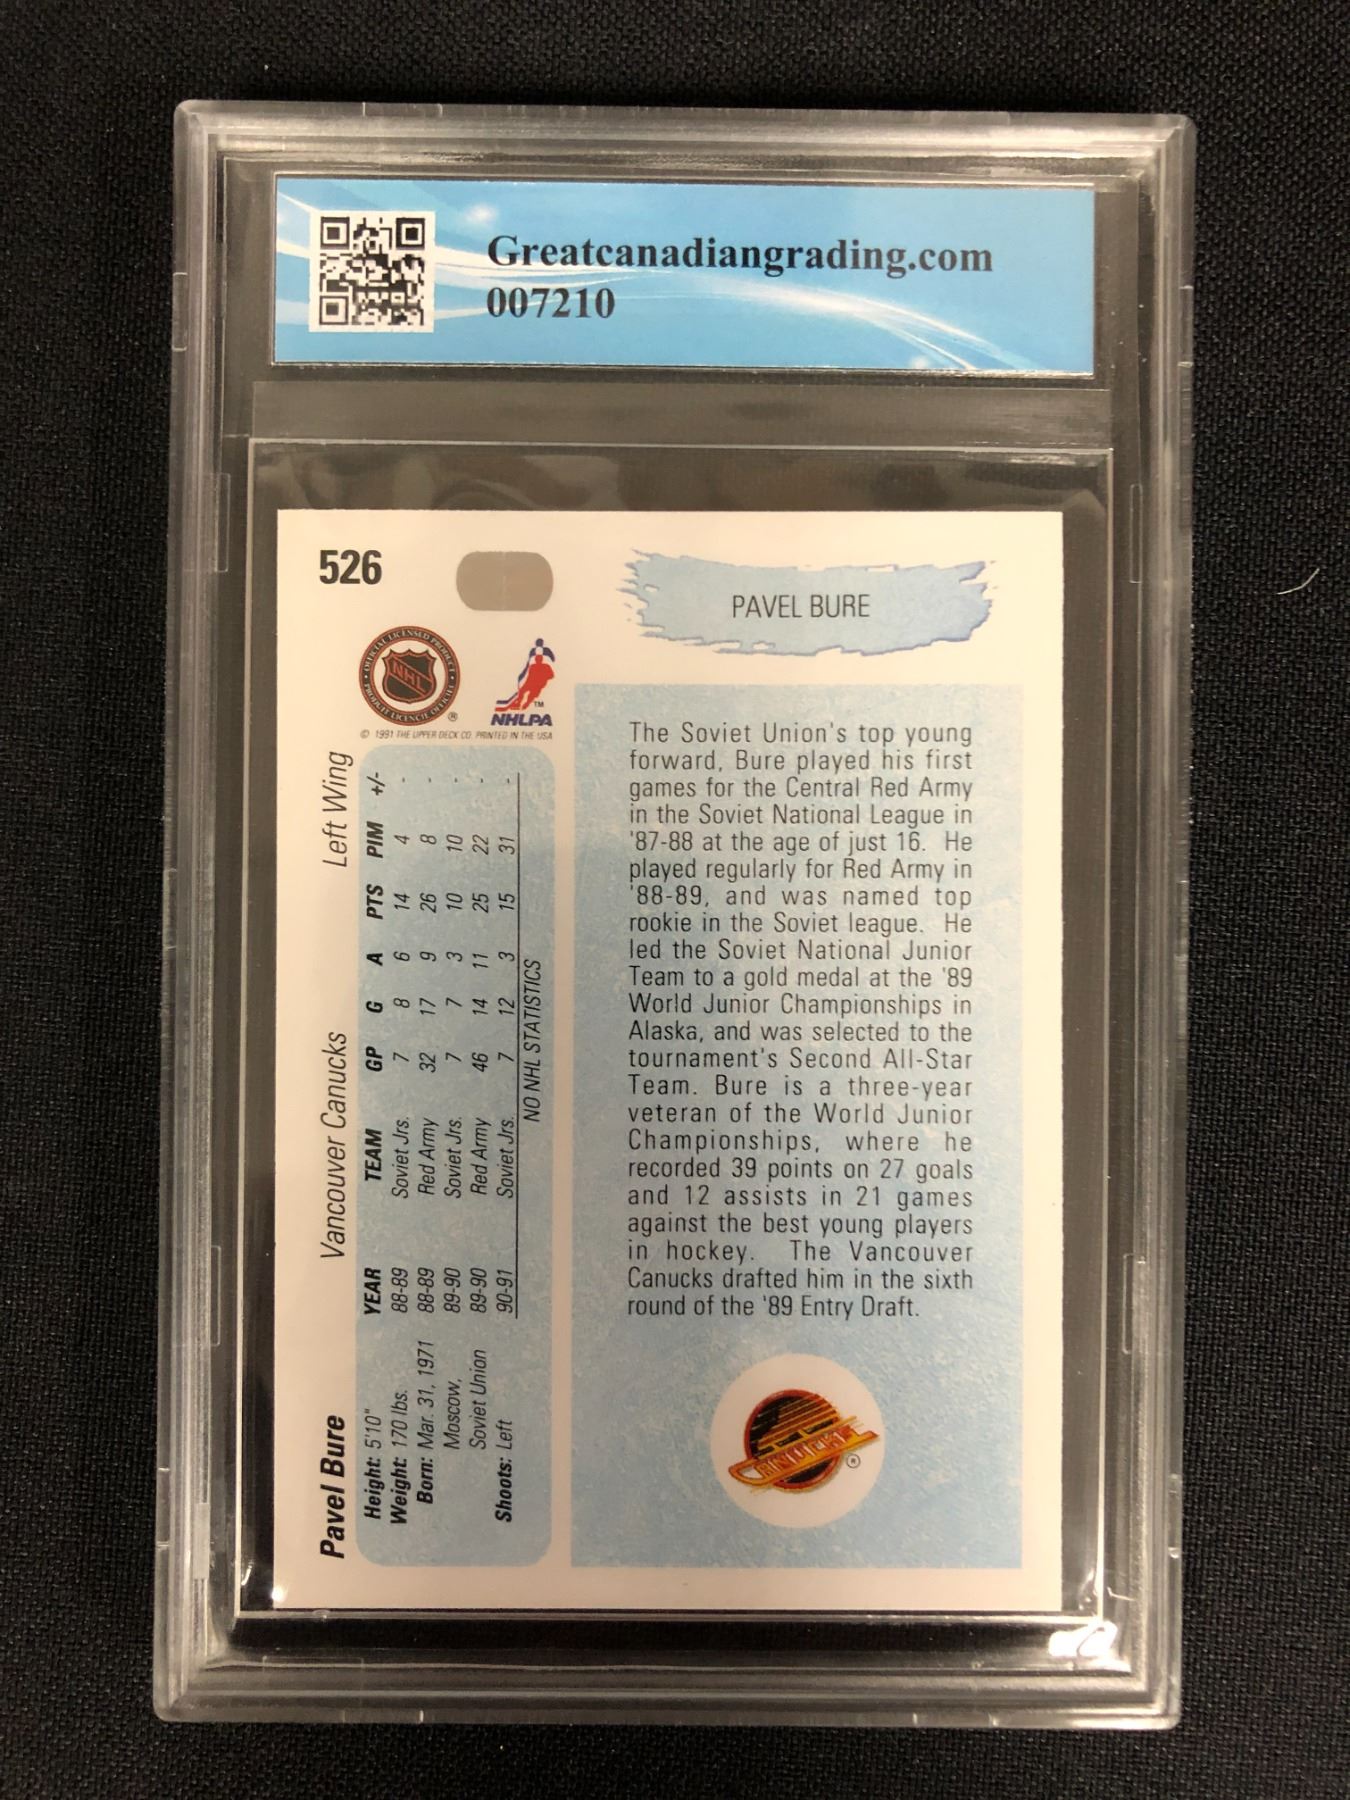 Greatcanadiangrading.com
007210
526
OFFICIAL LICENSED PRODUCT
NHL
PRODUIT LICENCIE OFFICIEL
®
TM
NHLPA
© 1991 THE UPPER DECK CO. PRINTED IN THE USA
PAVEL BURE
Pavel Bure Vancouver Canucks Left Wing
Height: 5'10"
Weight: 170 lbs.
Born: Mar. 31, 1971
Moscow,
Soviet Union
Shoots: Left
YEAR TEAM GP G A PTS PIM +/-
88-89 Soviet Jrs. 7 8 6 14 4 -
88-89 Red Army 32 17 9 26 8 -
89-90 Soviet Jrs. 7 7 3 10 10 -
89-90 Red Army 46 14 11 25 22 -
90-91 Soviet Jrs. 7 12 3 15 31 -
NO NHL STATISTICS
The Soviet Union's top young
forward, Bure played his first
games for the Central Red Army
in the Soviet National League in
'87-88 at the age of just 16. He
played regularly for Red Army in
'88-89, and was named top
rookie in the Soviet league. He
led the Soviet National Junior
Team to a gold medal at the '89
World Junior Championships in
Alaska, and was selected to the
tournament's Second All-Star
Team. Bure is a three-year
veteran of the World Junior
Championships, where he
recorded 39 points on 27 goals
and 12 assists in 21 games
against the best young players
in hockey. The Vancouver
Canucks drafted him in the sixth
round of the '89 Entry Draft.
CANUCKS
®